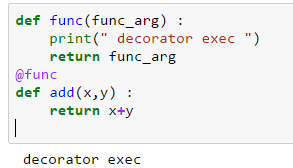 def func(func_arg) :
    print(" decorator exec ")
    return func_arg
@func
def add(x,y) :
    return x+y
 decorator exec